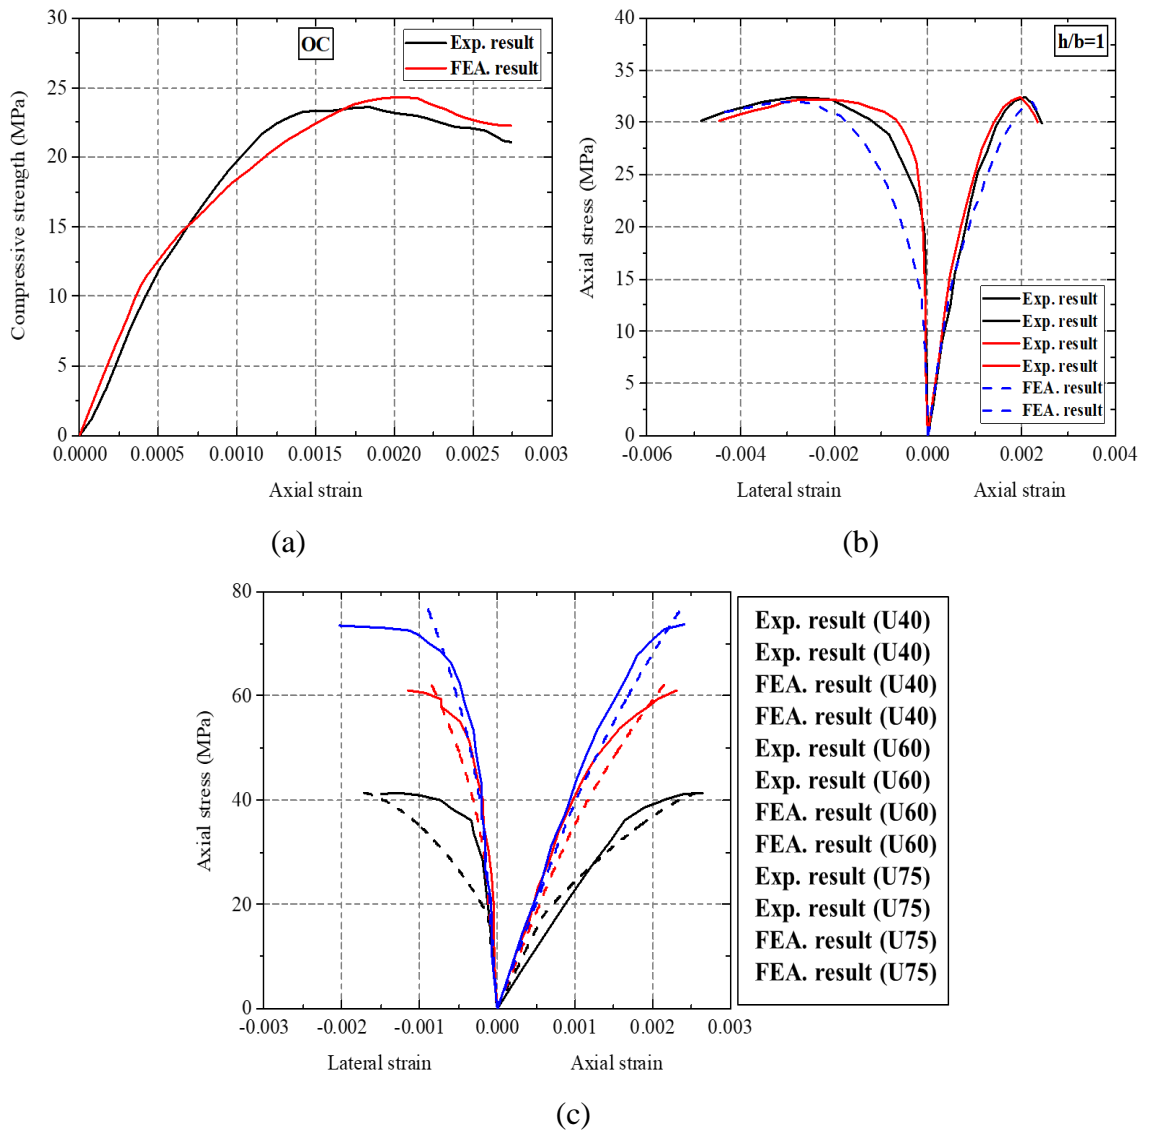 30
25
20
15
10
5
0
Compressive strength (MPa)
OC
Exp. result
FEA. result
0.0000 0.0005 0.0010 0.0015 0.0020 0.0025 0.003
Axial strain
(a)
40
35
30
25
20
15
10
5
0
Axial stress (MPa)
h/b=1
Exp. result
Exp. result
Exp. result
Exp. result
FEA. result
FEA. result
-0.006 -0.004 -0.002 0.000 0.002 0.004
Lateral strain Axial strain
(b)
80
60
40
20
0
Axial stress (MPa)
-0.003 -0.002 -0.001 0.000 0.001 0.002 0.003
Lateral strain Axial strain
Exp. result (U40)
Exp. result (U40)
FEA. result (U40)
FEA. result (U40)
Exp. result (U60)
Exp. result (U60)
FEA. result (U60)
FEA. result (U60)
Exp. result (U75)
Exp. result (U75)
FEA. result (U75)
FEA. result (U75)
(c)